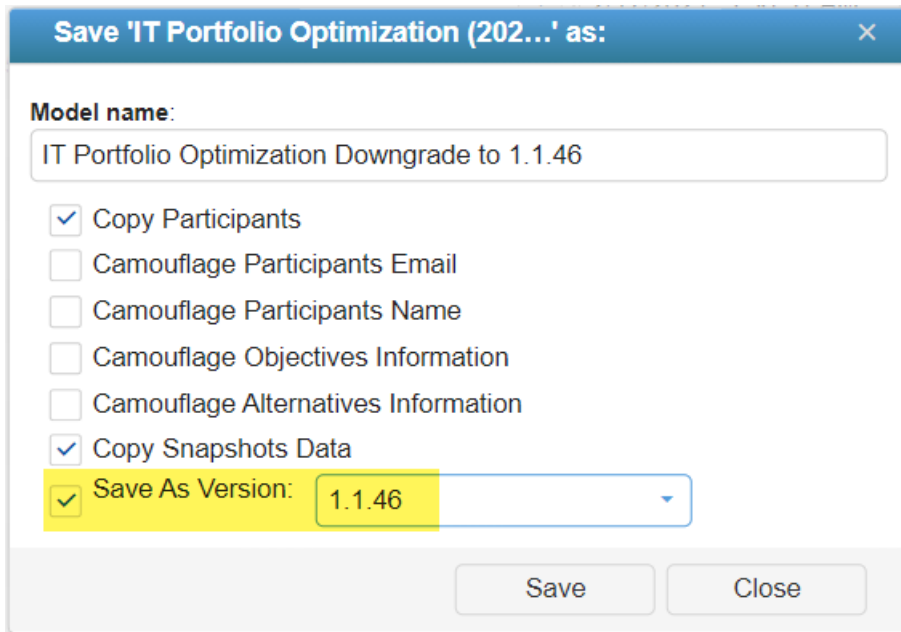 Save 'IT Portfolio Optimization (202...' as:
Model name:
IT Portfolio Optimization Downgrade to 1.1.46
Copy Participants
Camouflage Participants Email
Camouflage Participants Name
Camouflage Objectives Information
Camouflage Alternatives Information
Copy Snapshots Data
Save As Version: 1.1.46
Save Close